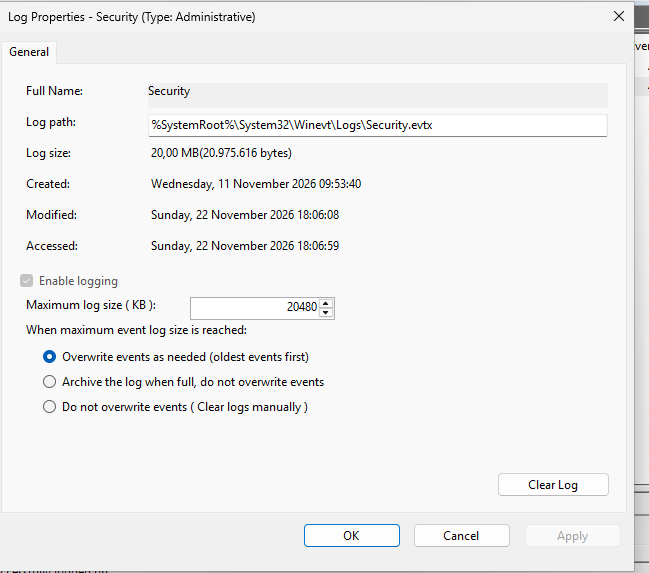 Log Properties - Security (Type: Administrative)
General
Full Name: Security
Log path: %SystemRoot%\System32\Winevt\Logs\Security.evtx
Log size: 20,00 MB(20.975.616 bytes)
Created: Wednesday, 11 November 2026 09:53:40
Modified: Sunday, 22 November 2026 18:06:08
Accessed: Sunday, 22 November 2026 18:06:59
Enable logging
Maximum log size ( KB ): 20480
When maximum event log size is reached:
Overwrite events as needed (oldest events first)
Archive the log when full, do not overwrite events
Do not overwrite events ( Clear logs manually )
Clear Log
OK Cancel Apply